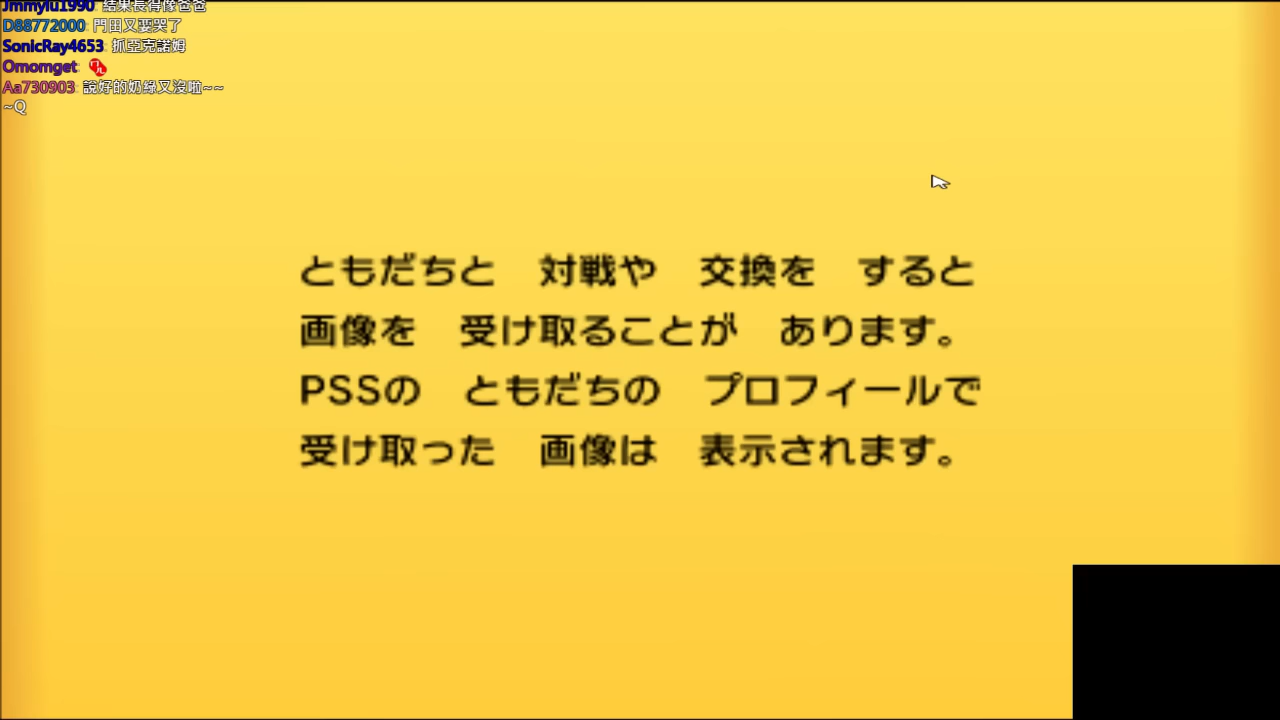 Jmmylu1990: 結果長得像爸爸
D88772000: 門田又要哭了
SonicRay4653: 抓亞克諾姆
Omomget:
Aa730903: 說好的奶綠又沒啦~~
~Q
ともだちと　対戦や　交換を　すると
画像を　受け取ることが　あります。
PSSの　ともだちの　プロフィールで
受け取った　画像は　表示されます。